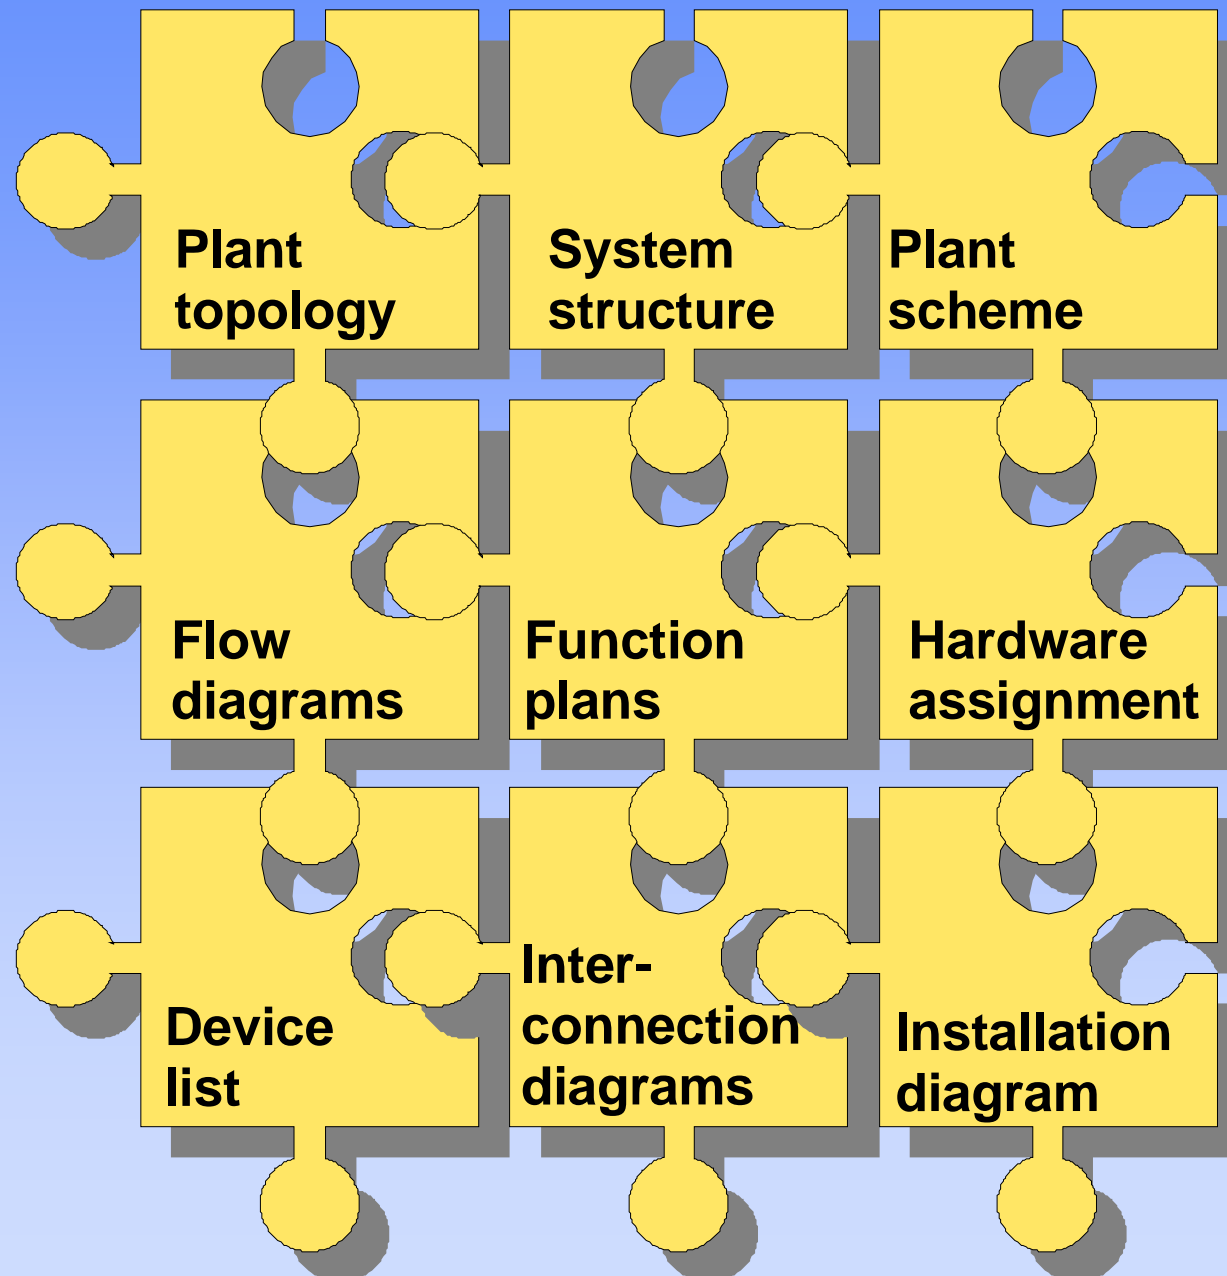 Plant
topology
System
structure
Plant
scheme
Flow
diagrams
Function
plans
Hardware
assignment
Device
list
Inter-
connection
diagrams
Installation
diagram